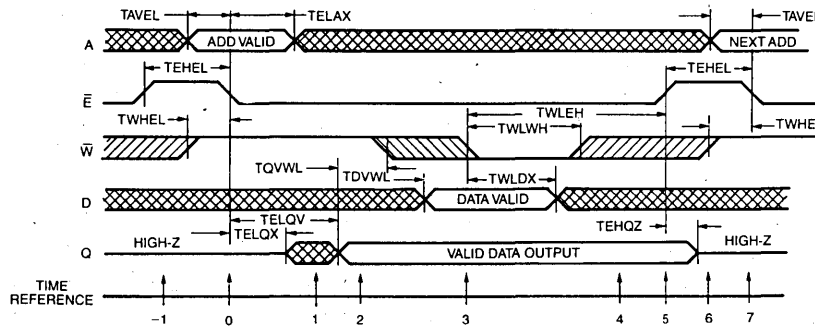 TAVEL TELAX TAVEL
A ADD VALID NEXT ADD
TEHEL TEHEL
E
TWHEL TWLEH TWHE
TWLWH
W
TQVWL TDVWL TWLDX
D DATA VALID
TELQV TEHQZ
TELQX
Q HIGH-Z VALID DATA OUTPUT HIGH-Z
TIME
REFERENCE
-1 0 1 2 3 4 5 6 7